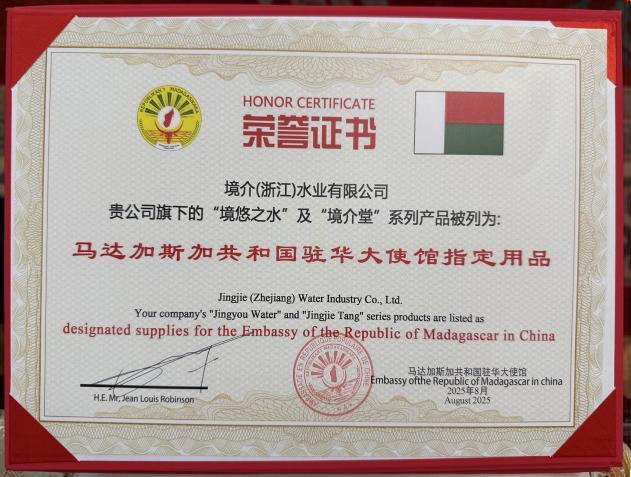 REPOBLIKAN'I MADAGASIKARA
HONOR CERTIFICATE
荣誉证书
境介(浙江)水业有限公司
贵公司旗下的“境悠之水”及“境介堂”系列产品被列为:
马达加斯加共和国驻华大使馆指定用品
Jingjie (Zhejiang) Water Industry Co., Ltd.
Your company's "Jingyou Water" and "Jingjie Tang" series products are listed as
designated supplies for the Embassy of the Republic of Madagascar in China
H.E. Mr, Jean Louis Robinson
马达加斯加共和国驻华大使馆
Embassy ofthe Republic of Madagascar in china
2025年8月
August 2025